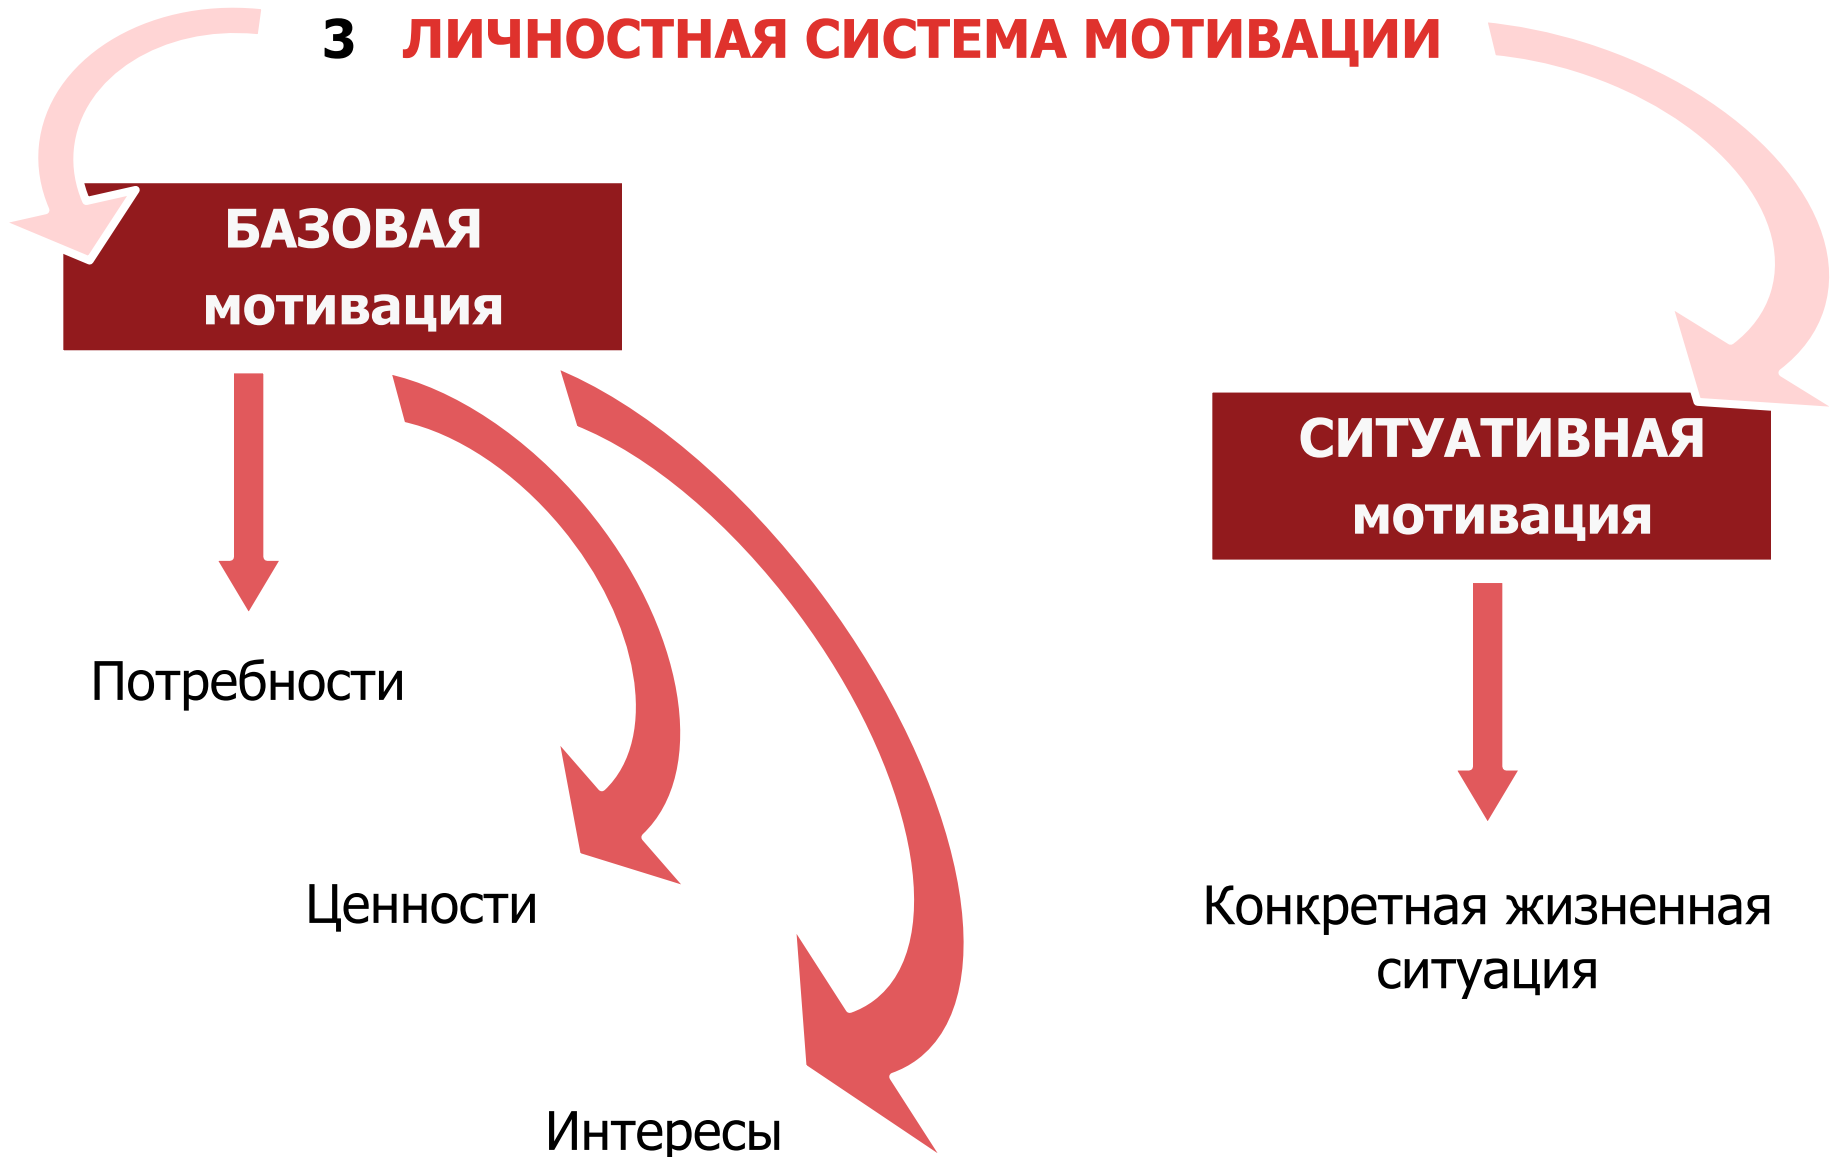 3 ЛИЧНОСТНАЯ СИСТЕМА МОТИВАЦИИ
БАЗОВАЯ
мотивация
СИТУАТИВНАЯ
мотивация
Потребности
Ценности
Конкретная жизненная
ситуация
Интересы